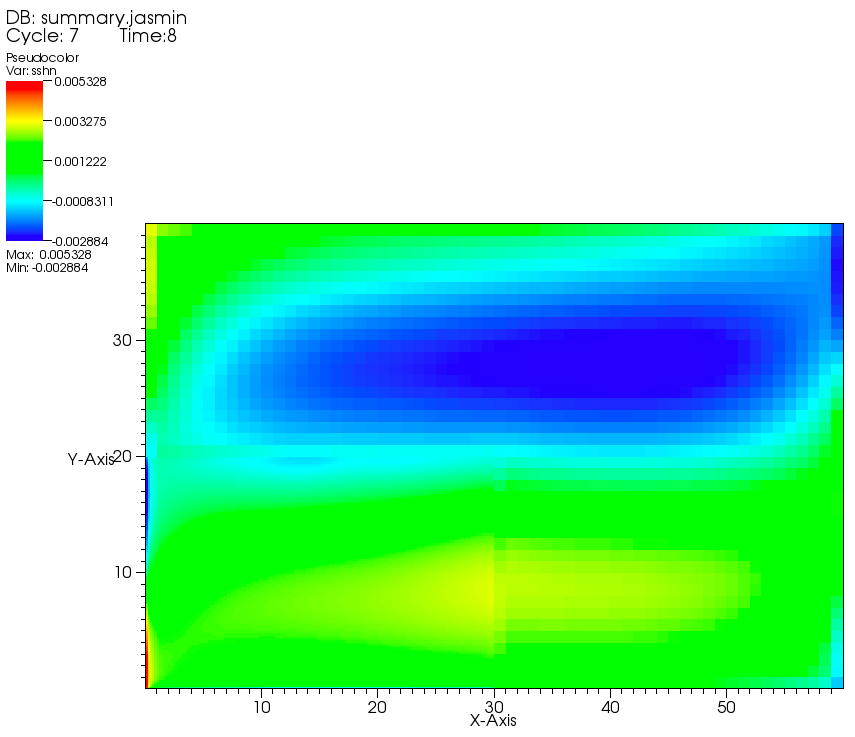 DB: summary.jasmin
Cycle: 7 Time:8
Pseudocolor
Var: sshn
0.005328
0.003275
0.001222
-0.0008311
-0.002884
Max: 0.005328
Min: -0.002884
30
Y-Axis
20
10
10 20 30 40 50
X-Axis